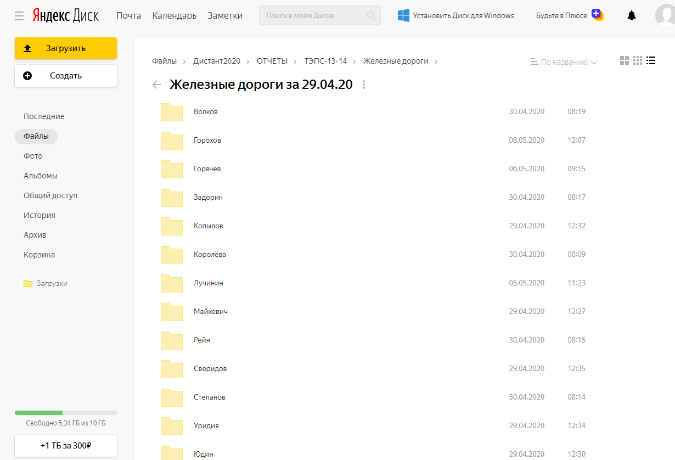 Яндекс Диск Почта Календарь Заметки Поиск в моём Диске Установить Диск для Windows Будьте в Плюсе
Загрузить
Создать
Последние
Файлы
Фото
Альбомы
Общий доступ
История
Архив
Корзина
Загрузки
Свободно 5,34 ГБ из 10 ГБ
+1 ТБ за 300₽
Файлы > Дистант2020 > ОТЧЕТЫ > ТЭПС-13-14 > Железные дороги >
По названию
Железные дороги за 29.04.20
Волков 30.04.2020 08:19
Горохов 08.05.2020 12:07
Горячев 06.05.2020 09:15
Задорин 30.04.2020 08:17
Копылов 29.04.2020 12:32
Королёва 30.04.2020 08:09
Лучинин 05.05.2020 11:23
Майкевич 29.04.2020 12:27
Рейн 30.04.2020 08:15
Сверидов 29.04.2020 12:35
Степанов 30.04.2020 08:14
Уридия 29.04.2020 12:34
Юдин 29.04.2020 12:30